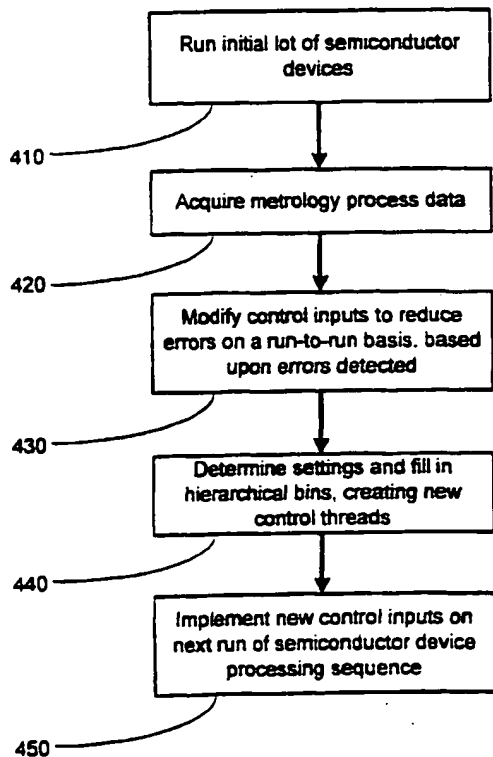 Run initial lot of semiconductor
devices
410
Acquire metrology process data
420
Modify control inputs to reduce
errors on a run-to-run basis. based
upon errors detected
430
Determine settings and fill in
hierarchical bins, creating new
control threads
440
Implement new control inputs on
next run of semiconductor device
processing sequence
450